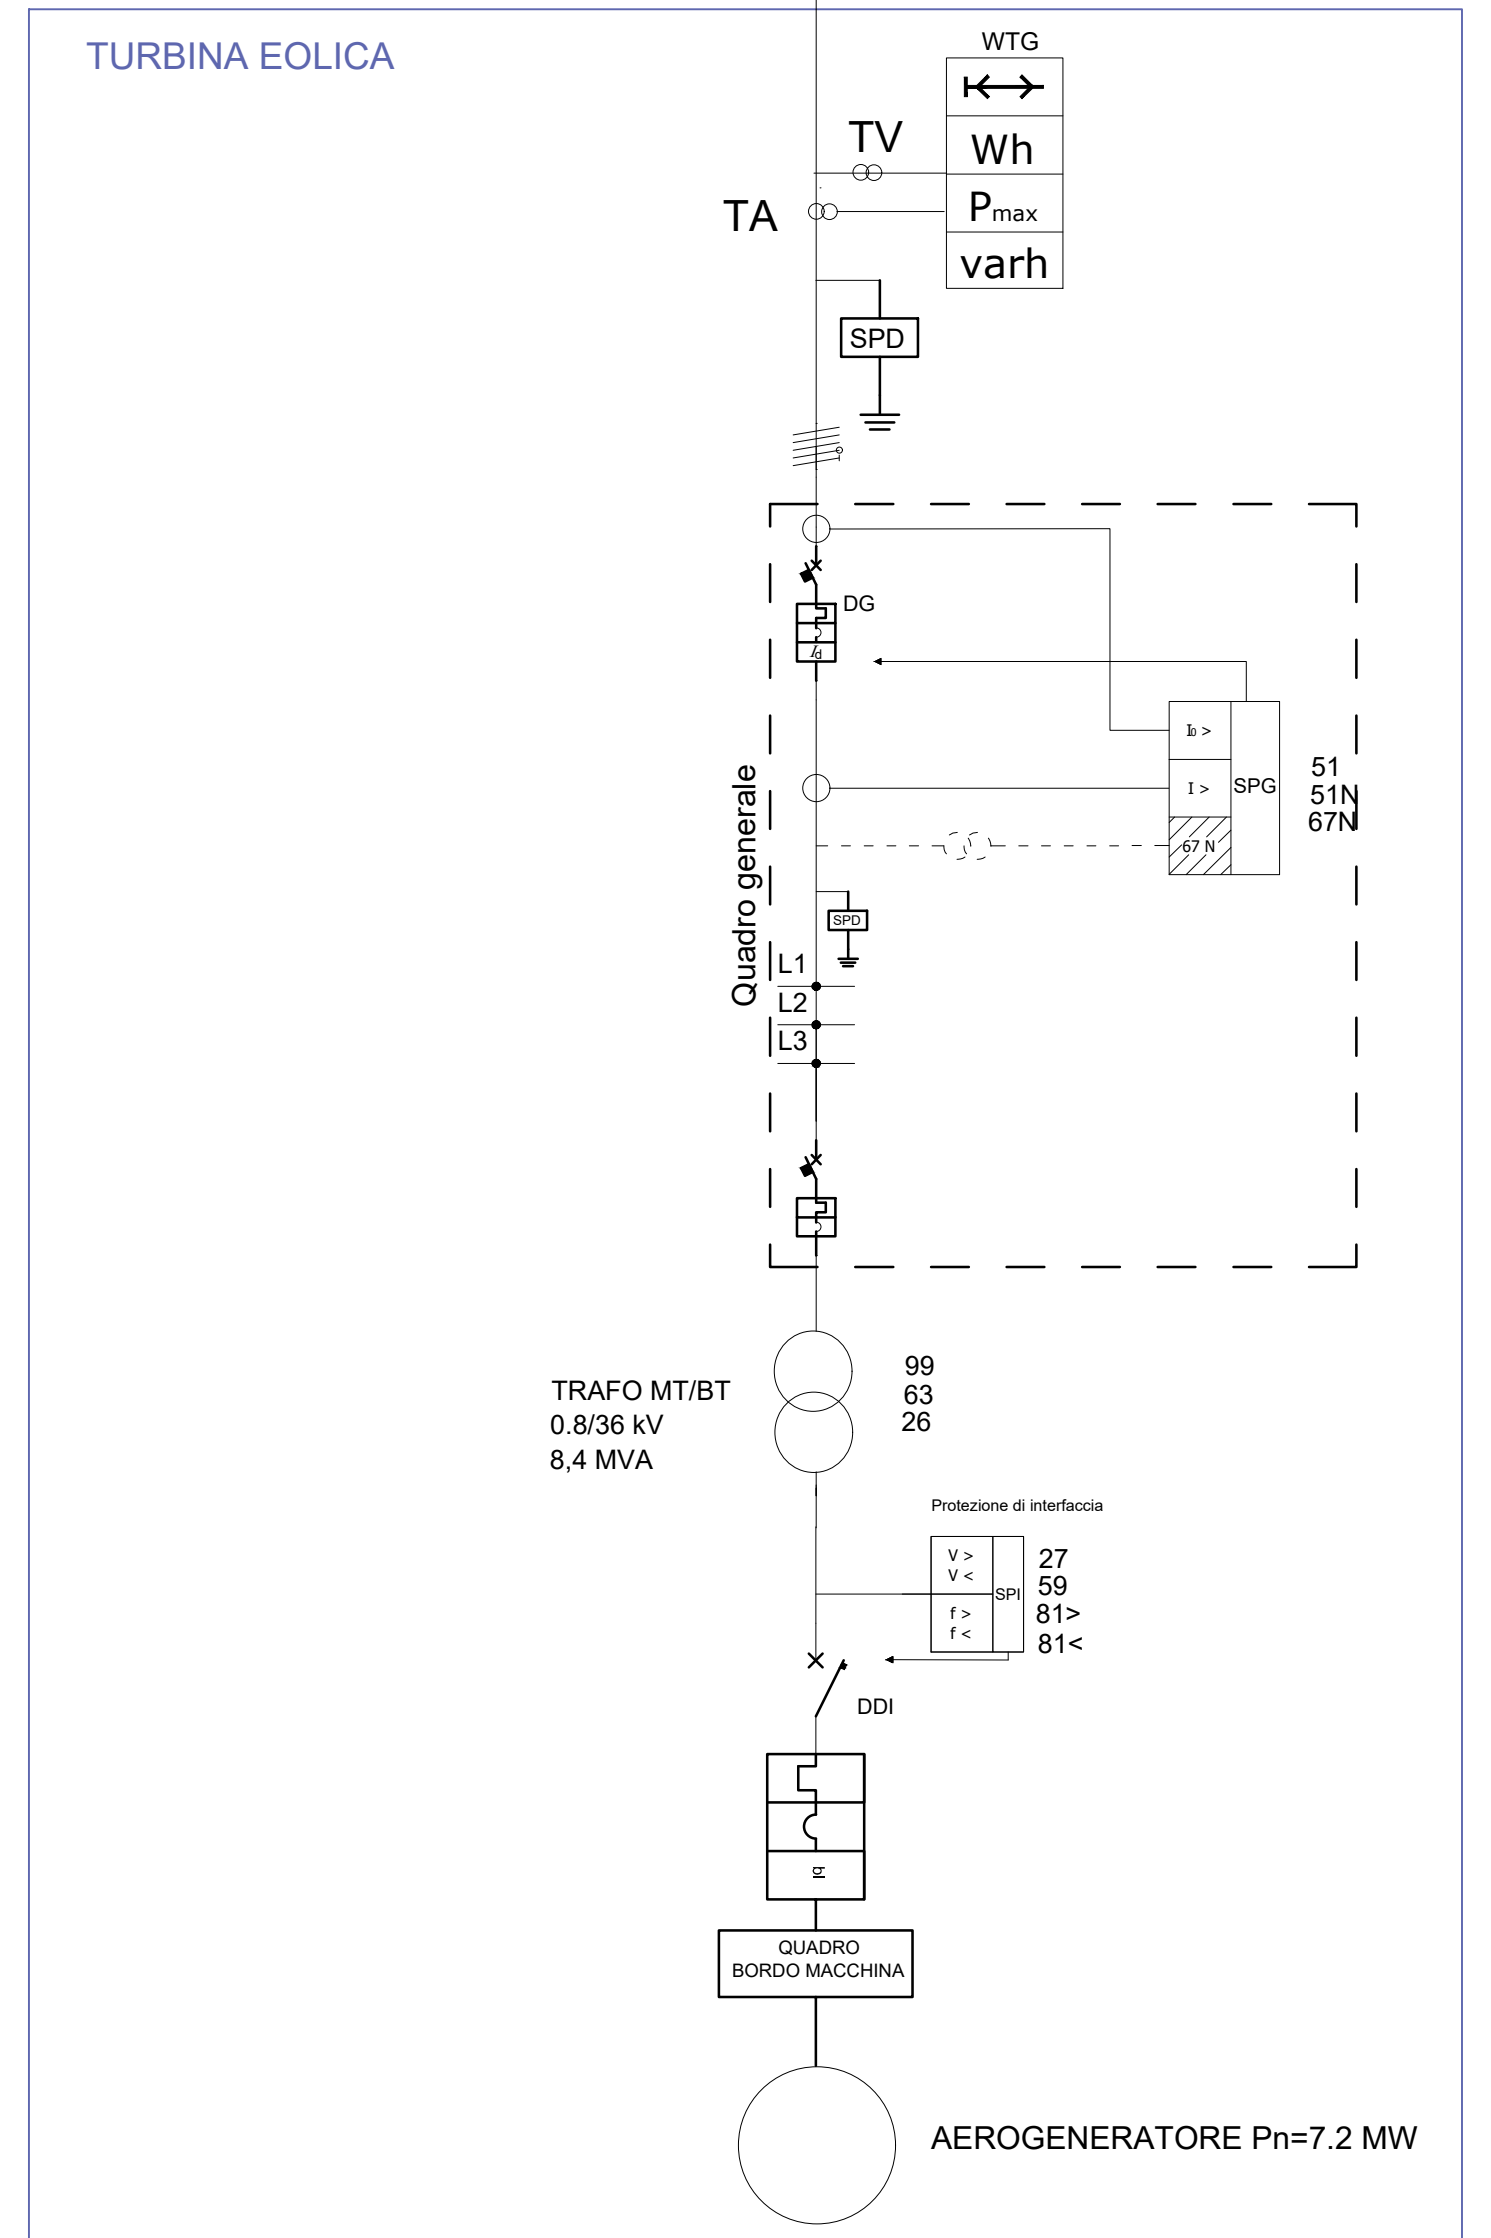 TURBINA EOLICA
WTG
TV
Wh
TA
Pmax
varh
SPD
DG
Id
I0 >
I >
SPG
67 N
51
51N
67N
Quadro generale
SPD
L1
L2
L3
TRAFO MT/BT
0.8/36 kV
8,4 MVA
99
63
26
Protezione di interfaccia
V >
V <
f >
f <
SPI
27
59
81>
81<
DDI
Id
QUADRO
BORDO MACCHINA
AEROGENERATORE Pn=7.2 MW